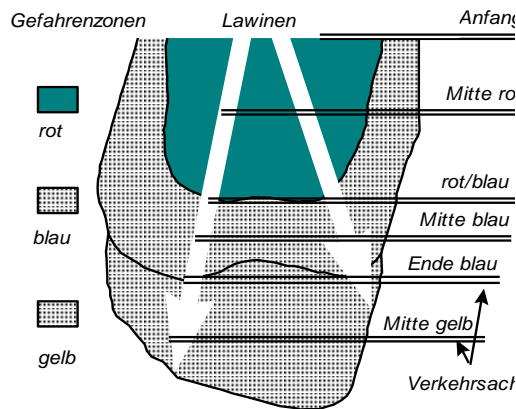 Gefahrenzonen Lawinen Anfang
Mitte ro
rot
rot/blau
Mitte blau
blau
Ende blau
Mitte gelb
gelb
Verkehrsach